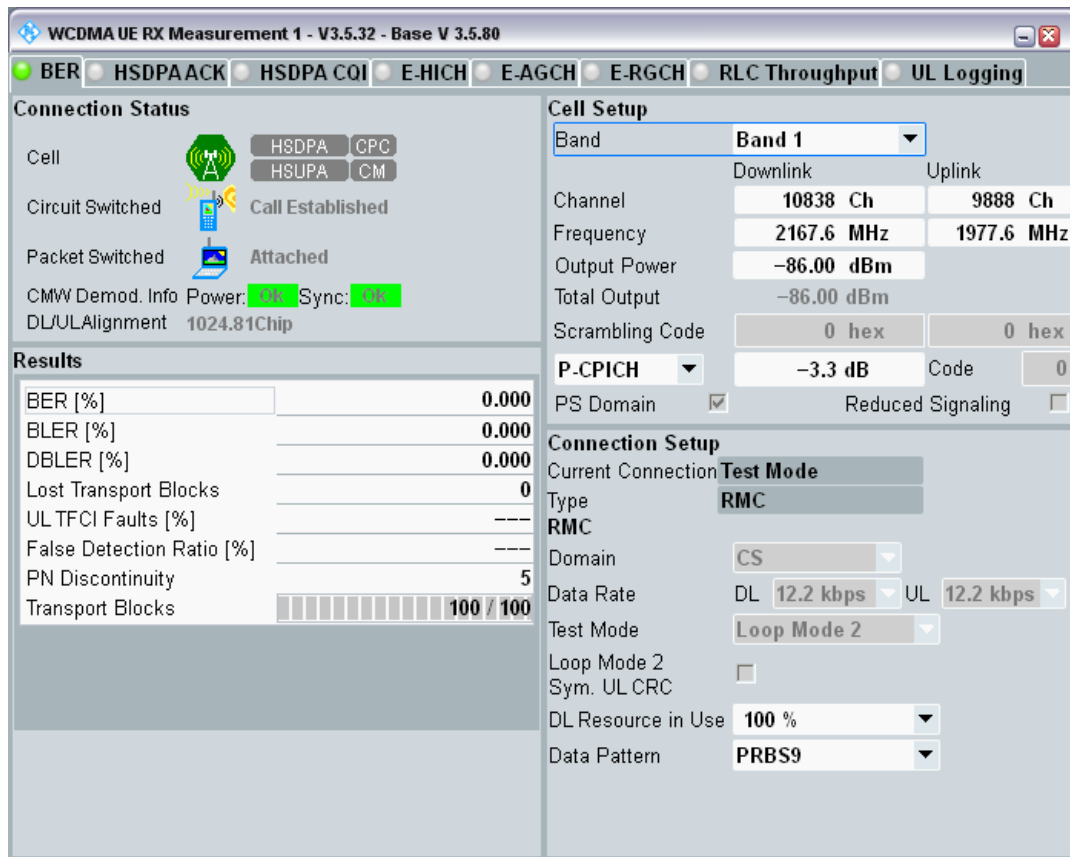 WCDMA UE RX Measurement 1 - V3.5.32 - Base V 3.5.80
BER HSDPA ACK HSDPA CQI E-HICH E-AGCH E-RGCH RLC Throughput UL Logging
Connection Status
Cell HSDPA CPC
HSUPA CM
Circuit Switched Call Established
Packet Switched Attached
CMW Demod. Info Power: Ok Sync: Ok
DL/ULAlignment 1024.81Chip
Results
BER [%] 0.000
BLER [%] 0.000
DBLER [%] 0.000
Lost Transport Blocks 0
UL TFCI Faults [%] ---
False Detection Ratio [%] ---
PN Discontinuity 5
Transport Blocks 100 / 100
Cell Setup
Band Band 1
Downlink Uplink
Channel 10838 Ch 9888 Ch
Frequency 2167.6 MHz 1977.6 MHz
Output Power −86.00 dBm
Total Output −86.00 dBm
Scrambling Code 0 hex 0 hex
P-CPICH −3.3 dB Code 0
PS Domain Reduced Signaling
Connection Setup
Current Connection Test Mode
Type RMC
RMC
Domain CS
Data Rate DL 12.2 kbps UL 12.2 kbps
Test Mode Loop Mode 2
Loop Mode 2
Sym. UL CRC
DL Resource in Use 100 %
Data Pattern PRBS9